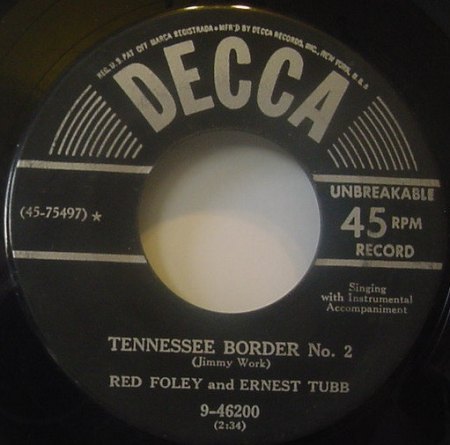 REG. U.S. PAT. OFF. MARCA REGISTRADA • MF'D BY DECCA RECORDS, INC., NEW YORK, U.S.A.
DECCA
(45-75497) ★
UNBREAKABLE
45 RPM
RECORD
Singing
with Instrumental
Accompaniment
TENNESSEE BORDER No. 2
(Jimmy Work)
RED FOLEY and ERNEST TUBB
9-46200
(2:34)